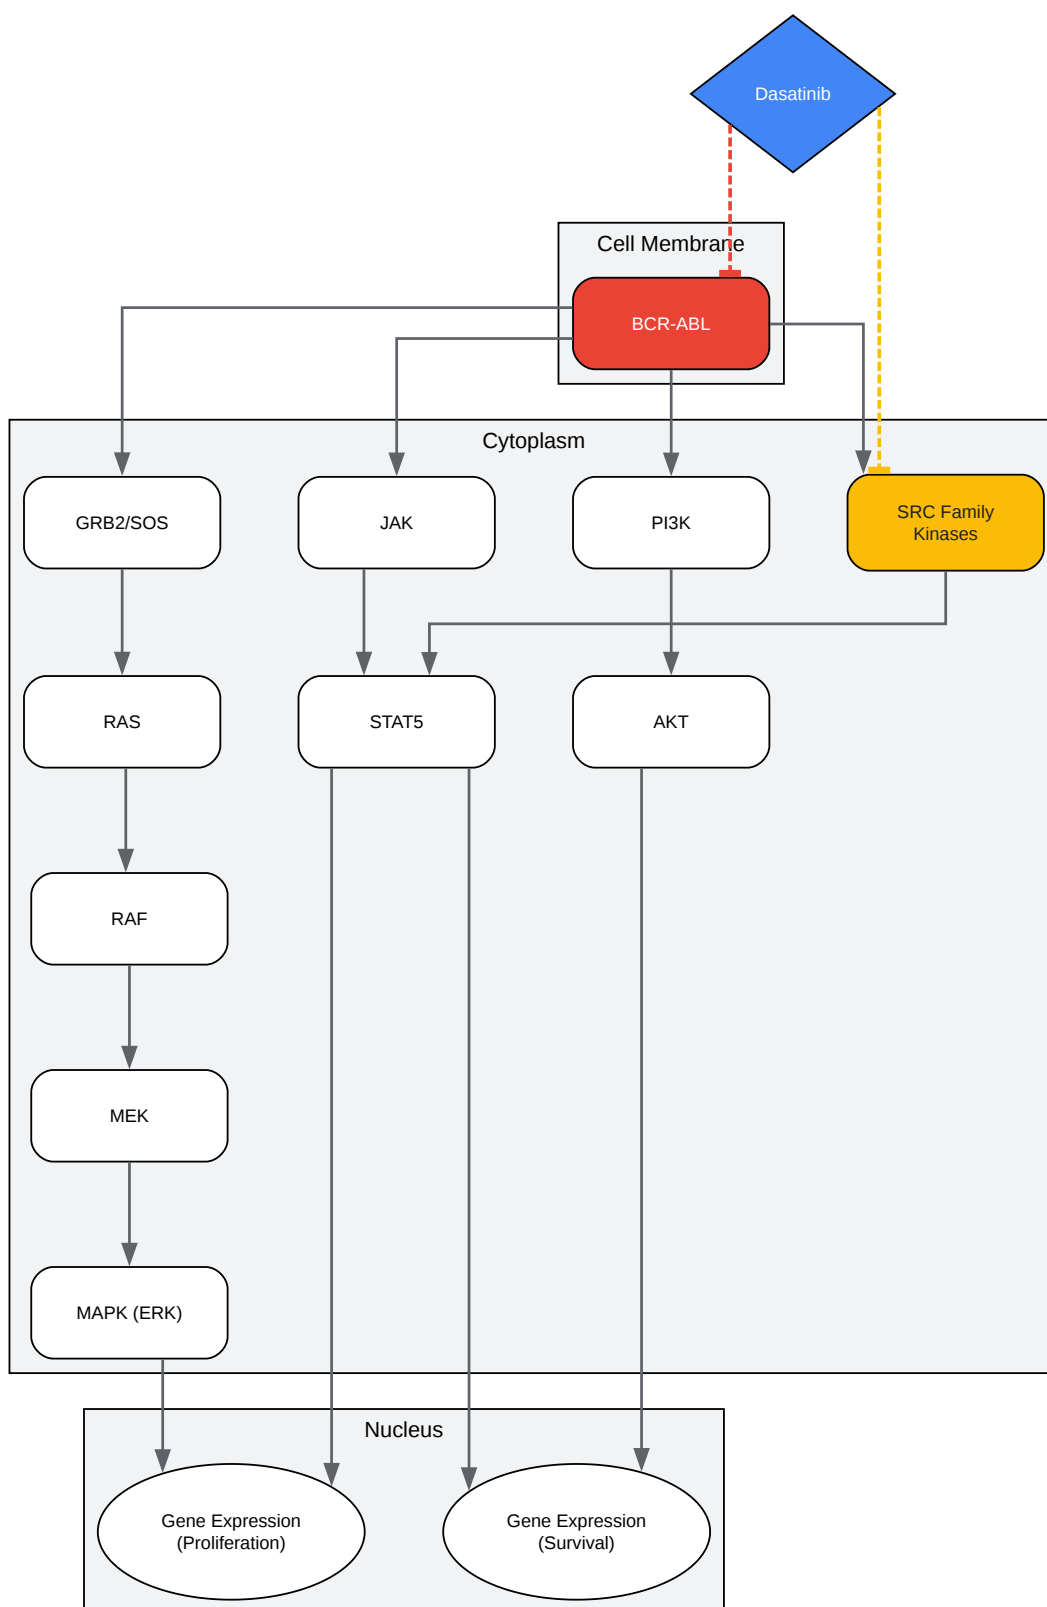 Dasatinib
Cell Membrane
BCR-ABL
Cytoplasm
GRB2/SOS
JAK
PI3K
SRC Family
Kinases
RAS
STAT5
AKT
RAF
MEK
MAPK (ERK)
Nucleus
Gene Expression
(Proliferation)
Gene Expression
(Survival)